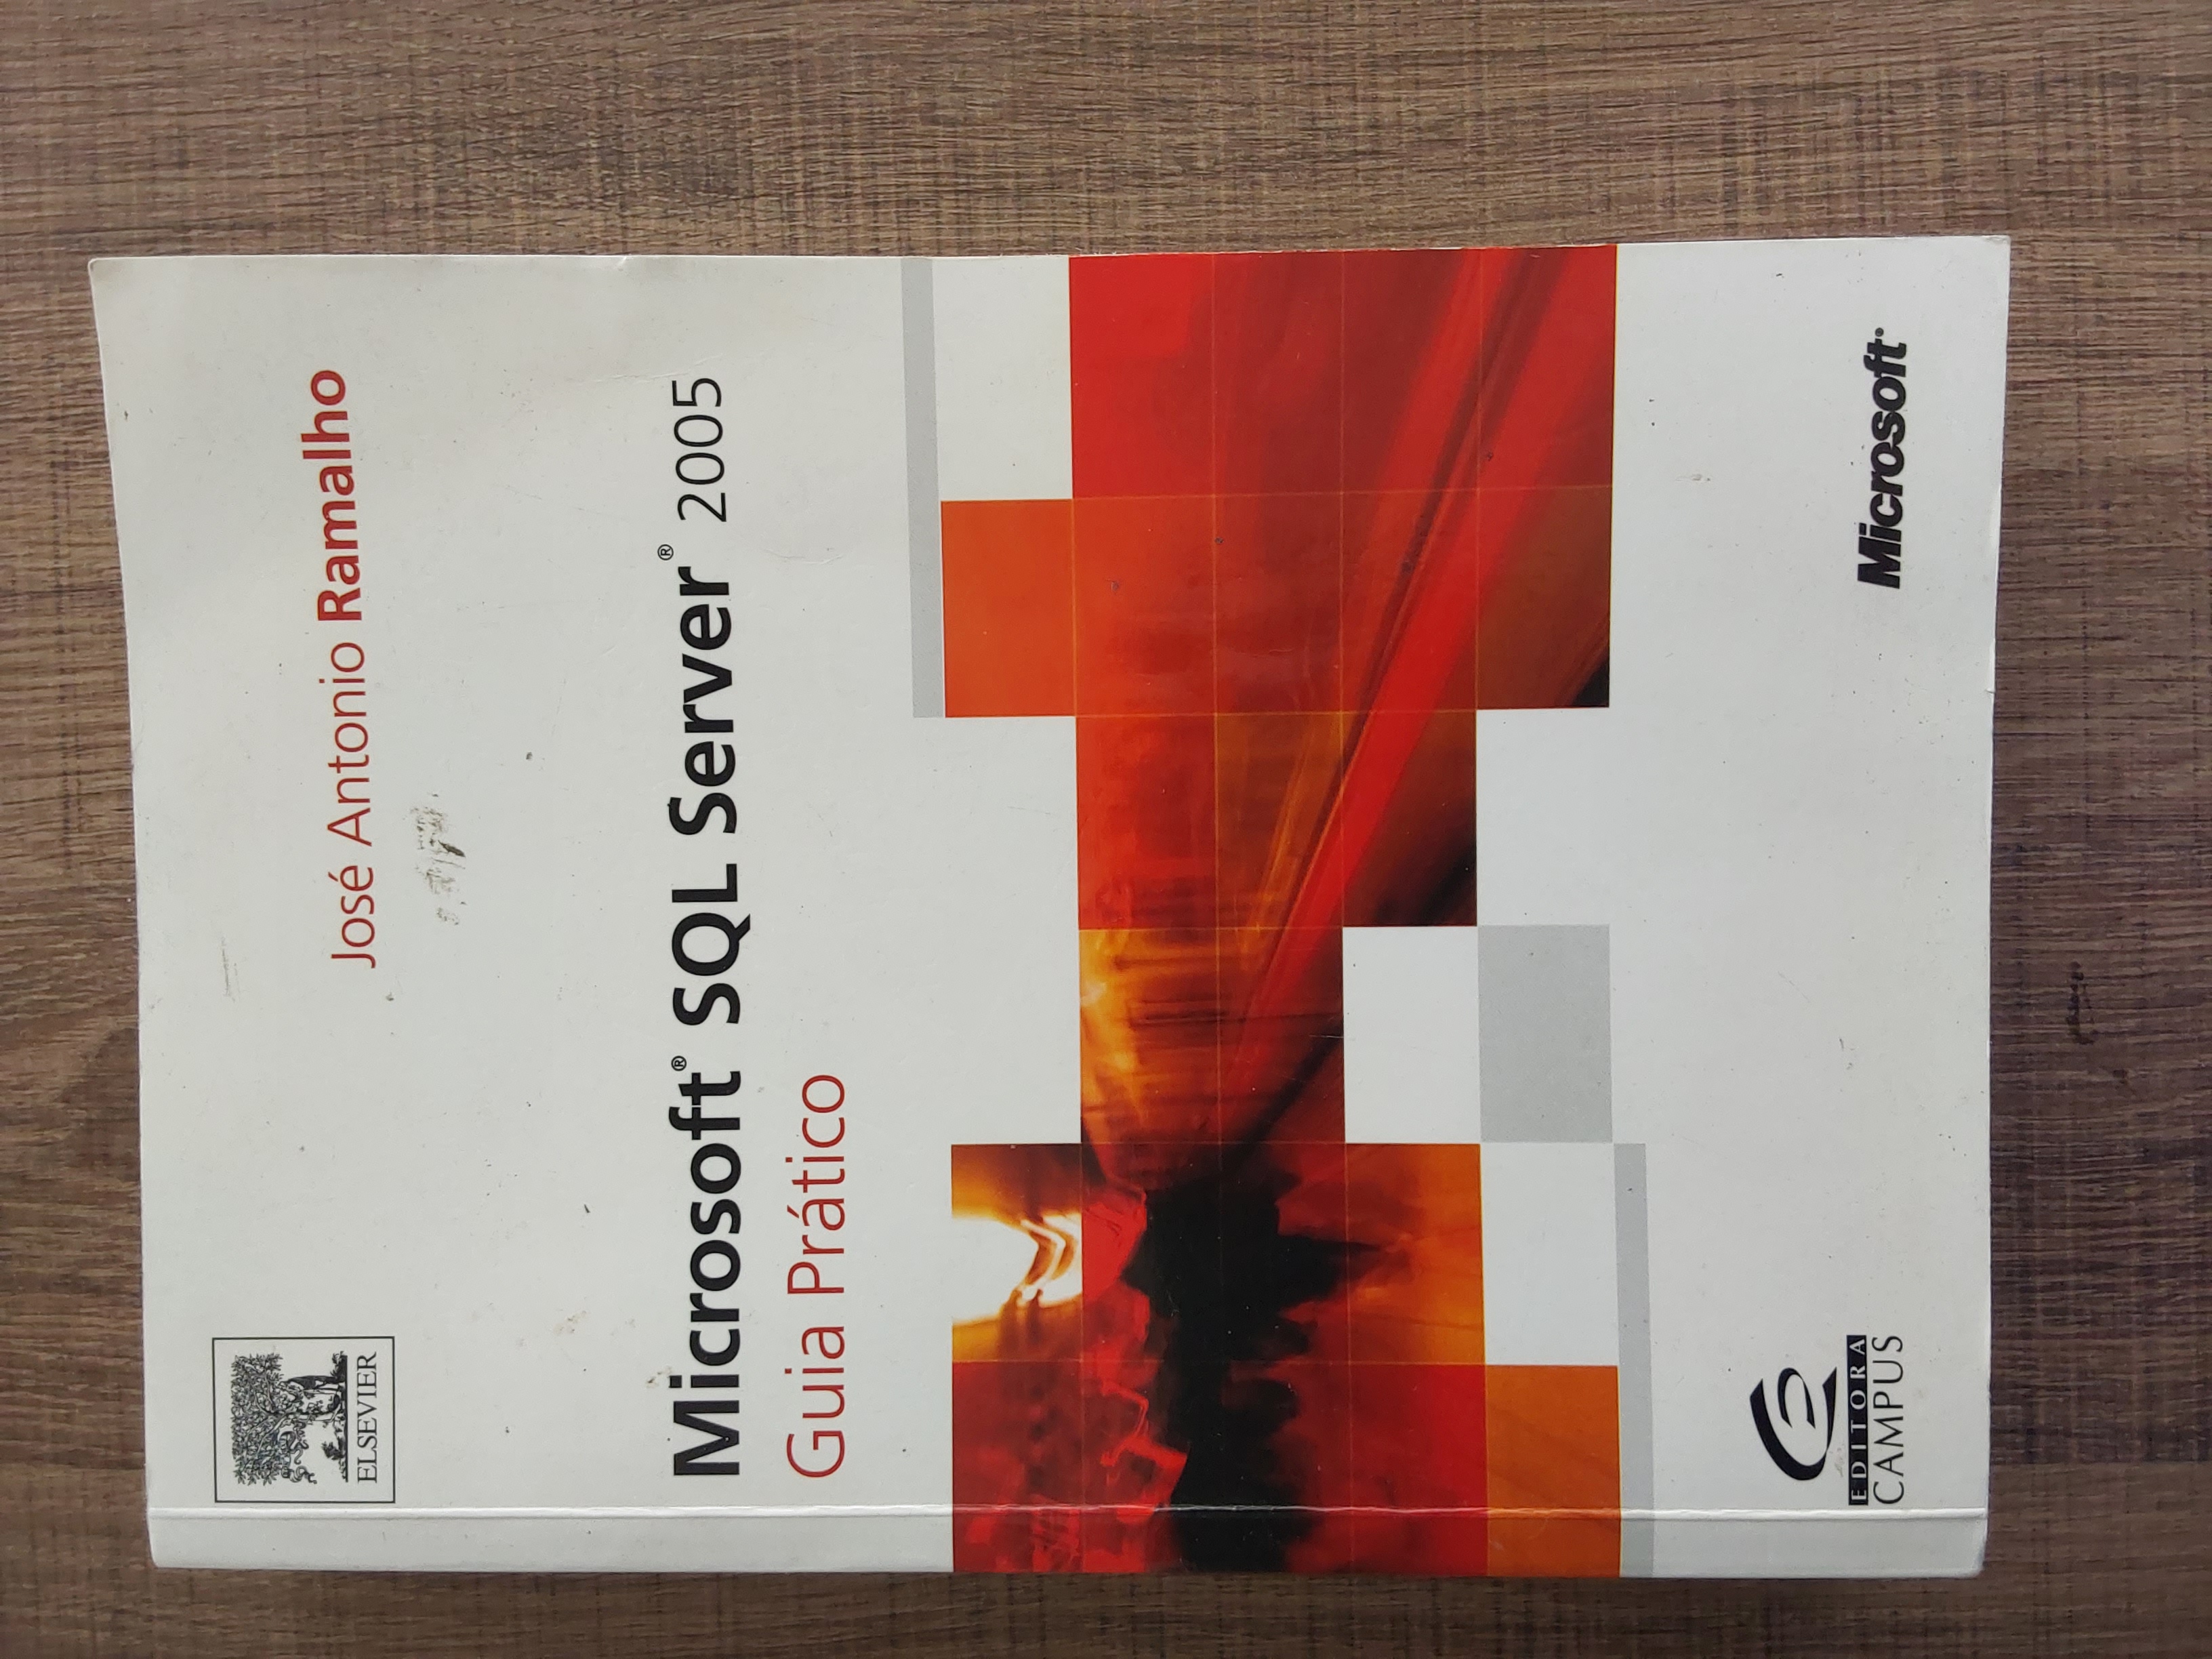 ELSEVIER
José Antonio Ramalho
Microsoft® SQL Server® 2005
Guia Prático
EDITORA
CAMPUS
Microsoft®